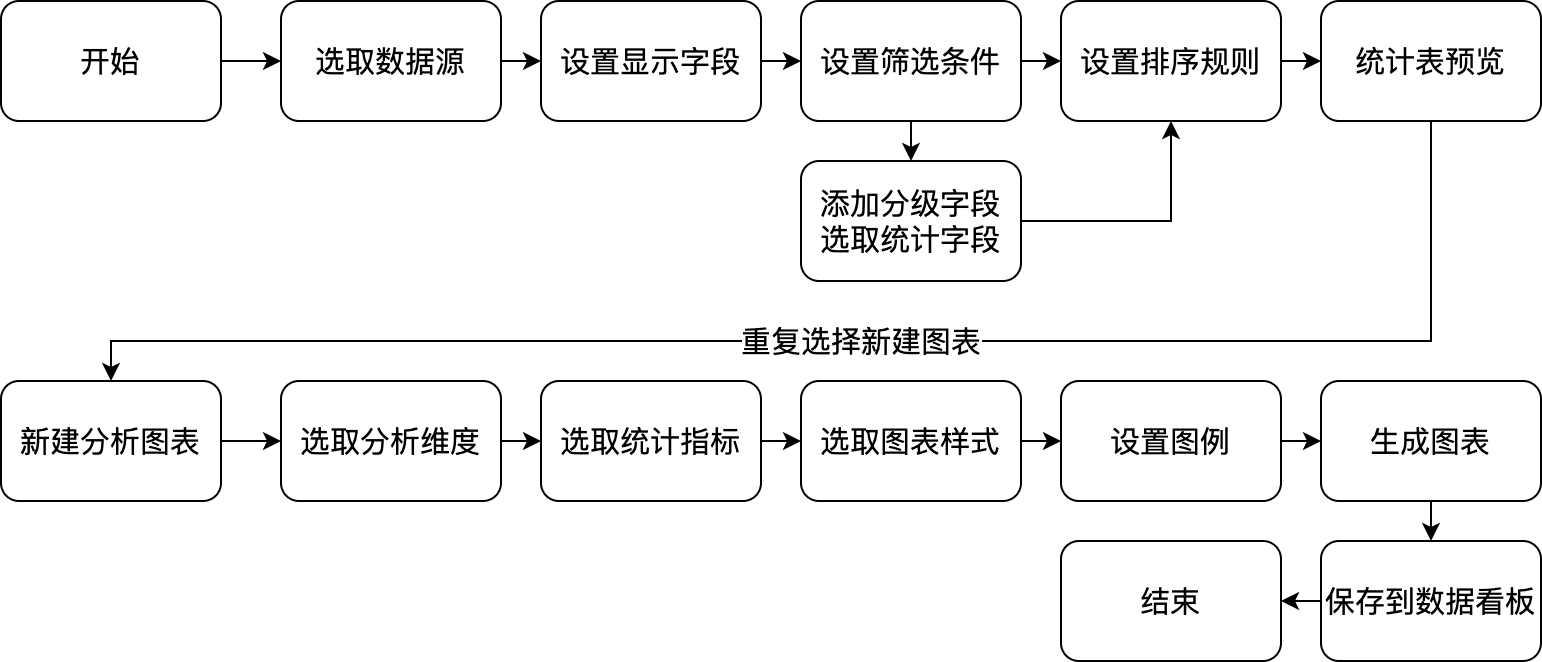 开始
选取数据源
设置显示字段
设置筛选条件
设置排序规则
统计表预览
添加分级字段
选取统计字段
重复选择新建图表
新建分析图表
选取分析维度
选取统计指标
选取图表样式
设置图例
生成图表
结束
保存到数据看板